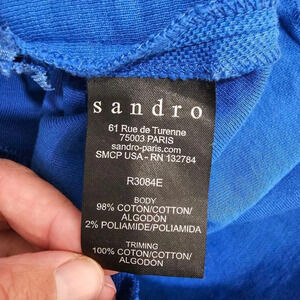 sandro
61 Rue de Turenne
75003 PARIS
sandro-paris.com
SMCP USA - RN 132784
R3084E
BODY
98% COTON/COTTON/
ALGODÓN
2% POLIAMIDE/POLIAMIDA
TRIMING
100% COTON/COTTON/
ALGODÓN